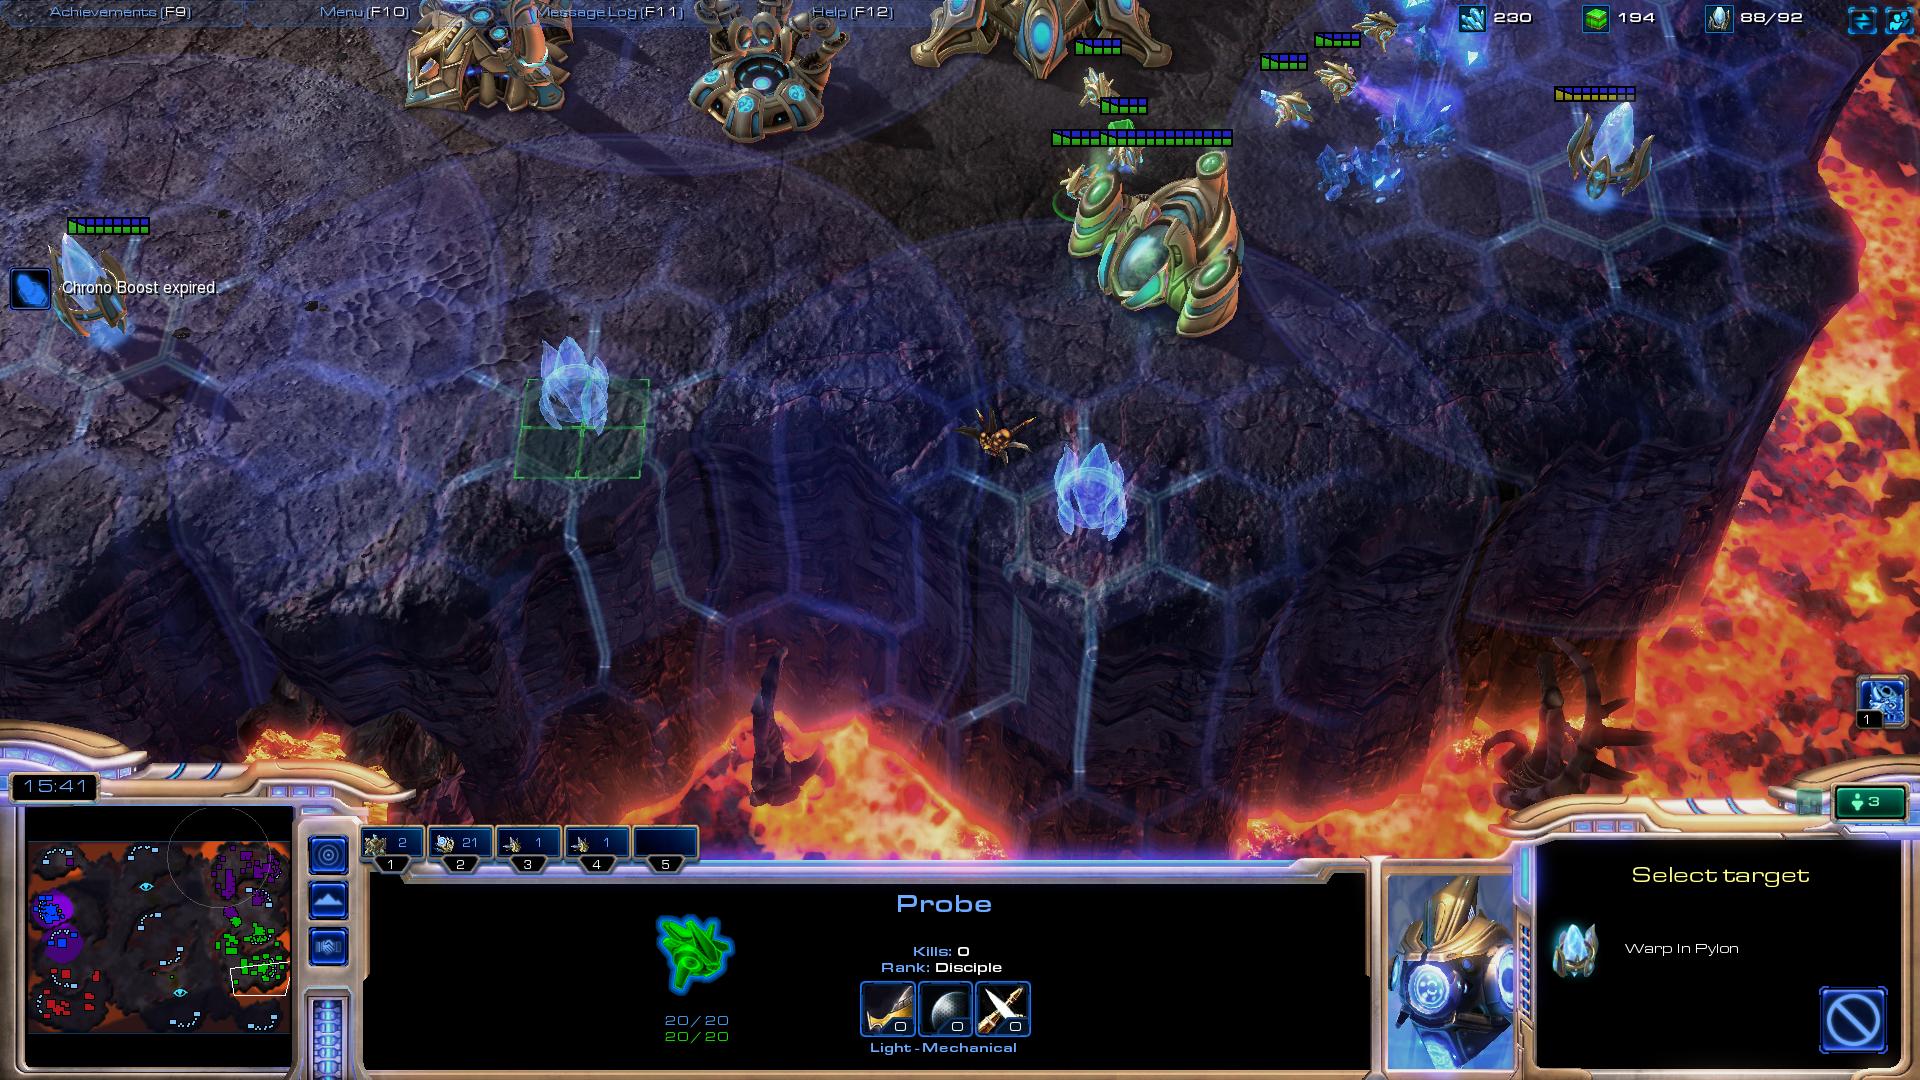 Achievements (F9) Menu (F10) Message Log (F11) Help (F12) 230 194 88/92
Chrono Boost expired.
1
15:41
3
2 21 1 1
1 2 3 4 5
Probe
Select target
Kills: 0
Rank: Disciple
Warp In Pylon
0 0 0
20/20
20/20
Light - Mechanical